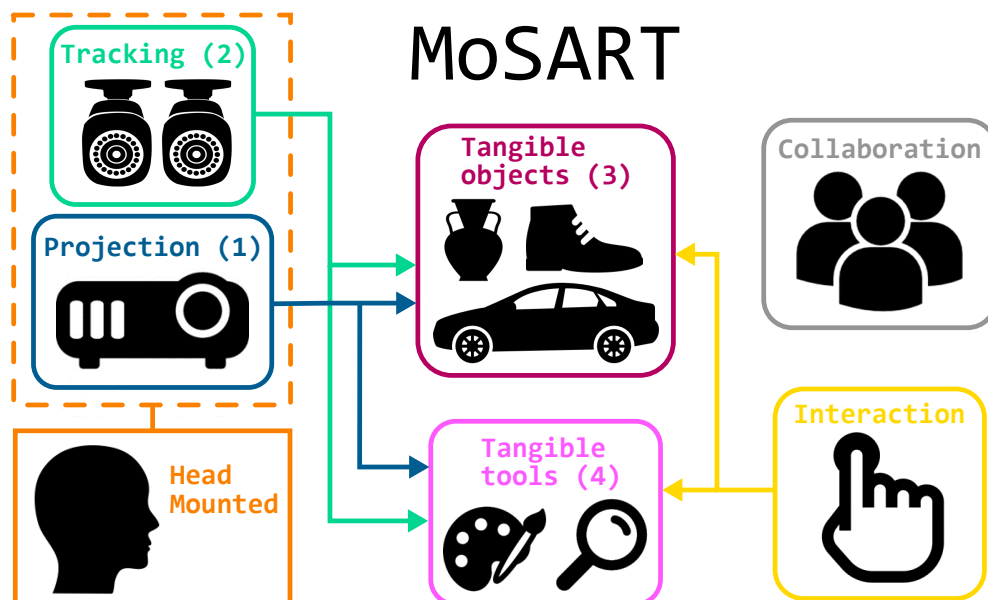 MoSART
Tracking (2)
Projection (1)
Head
Mounted
Tangible
objects (3)
Tangible
tools (4)
Collaboration
Interaction